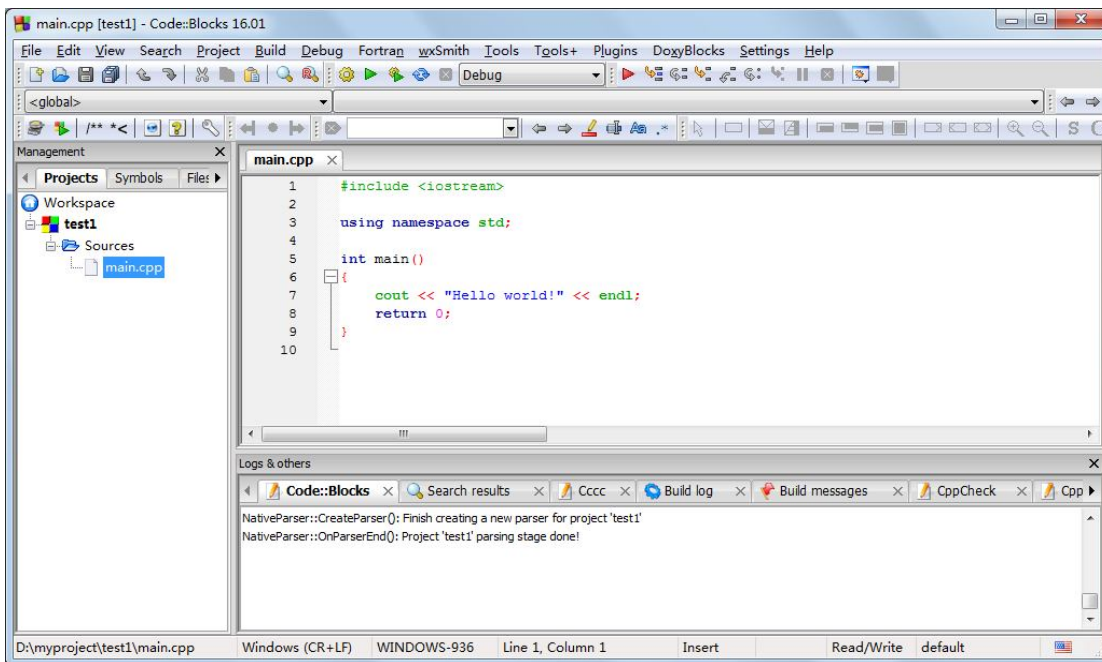 main.cpp [test1] - Code::Blocks 16.01
File Edit View Search Project Build Debug Fortran wxSmith Tools Tools+ Plugins DoxyBlocks Settings Help
Debug
<global>
/** *<
Aa .* S
Management
main.cpp
Projects Symbols Files
1 #include <iostream>
Workspace
2
test1
3 using namespace std;
Sources
4
main.cpp
5 int main()
6 {
7 cout << "Hello world!" << endl;
8 return 0;
9 }
10
Logs & others
Code::Blocks Search results Cccc Build log Build messages CppCheck Cpp
NativeParser::CreateParser(): Finish creating a new parser for project 'test1'
NativeParser::OnParserEnd(): Project 'test1' parsing stage done!
D:\myproject\test1\main.cpp Windows (CR+LF) WINDOWS-936 Line 1, Column 1 Insert Read/Write default